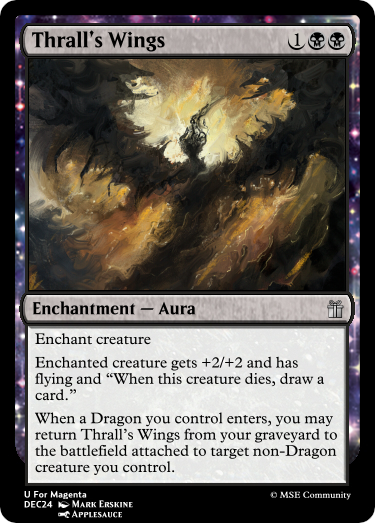 Thrall's Wings 1
Enchantment — Aura
Enchant creature
Enchanted creature gets +2/+2 and has
flying and “When this creature dies, draw a
card.”
When a Dragon you control enters, you may
return Thrall's Wings from your graveyard to
the battlefield attached to target non-Dragon
creature you control.
U For Magenta
DEC24 Mark Erskine
Applesauce
© MSE Community